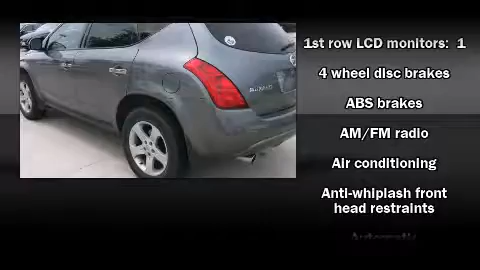 1st row LCD monitors:  1
4 wheel disc brakes
ABS brakes
AM/FM radio
Air conditioning
Anti-whiplash front
head restraints
Automatic